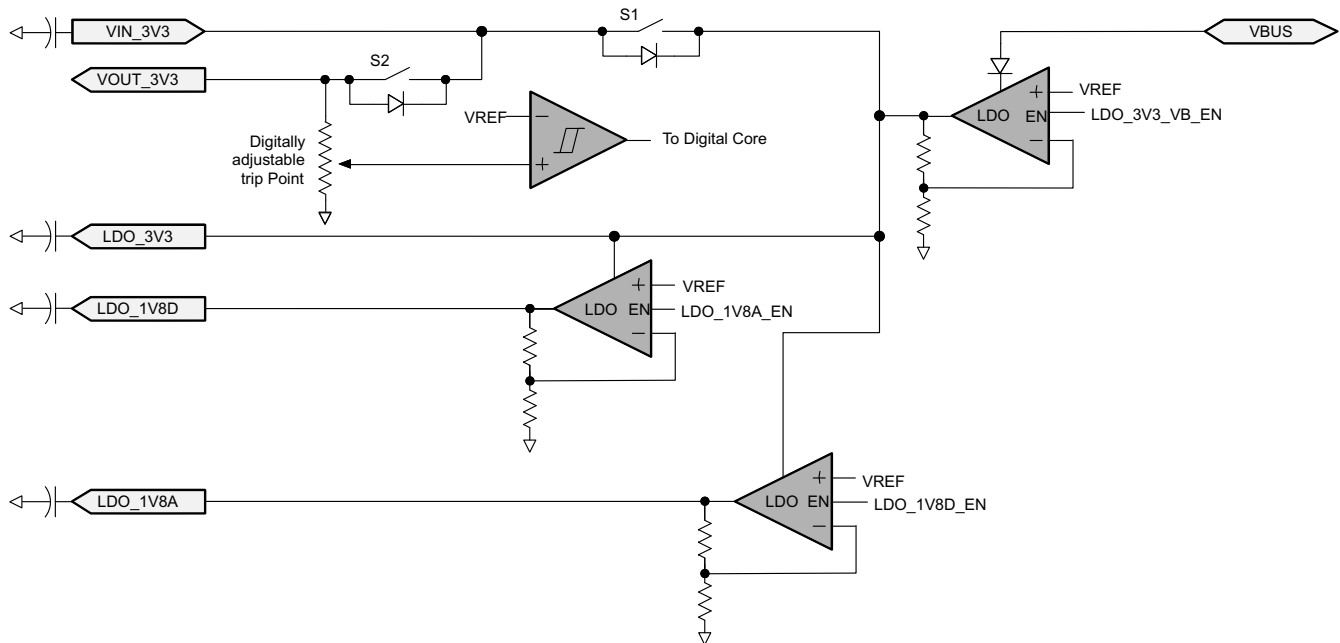 VIN_3V3
S1
VBUS
S2
VOUT_3V3
VREF
+
VREF
LDO
EN
LDO_3V3_VB_EN
−
−
Digitally
adjustable
trip Point
+
To Digital Core
LDO_3V3
+
VREF
LDO_1V8D
LDO
EN
LDO_1V8A_EN
−
+
VREF
LDO_1V8A
LDO
EN
LDO_1V8D_EN
−